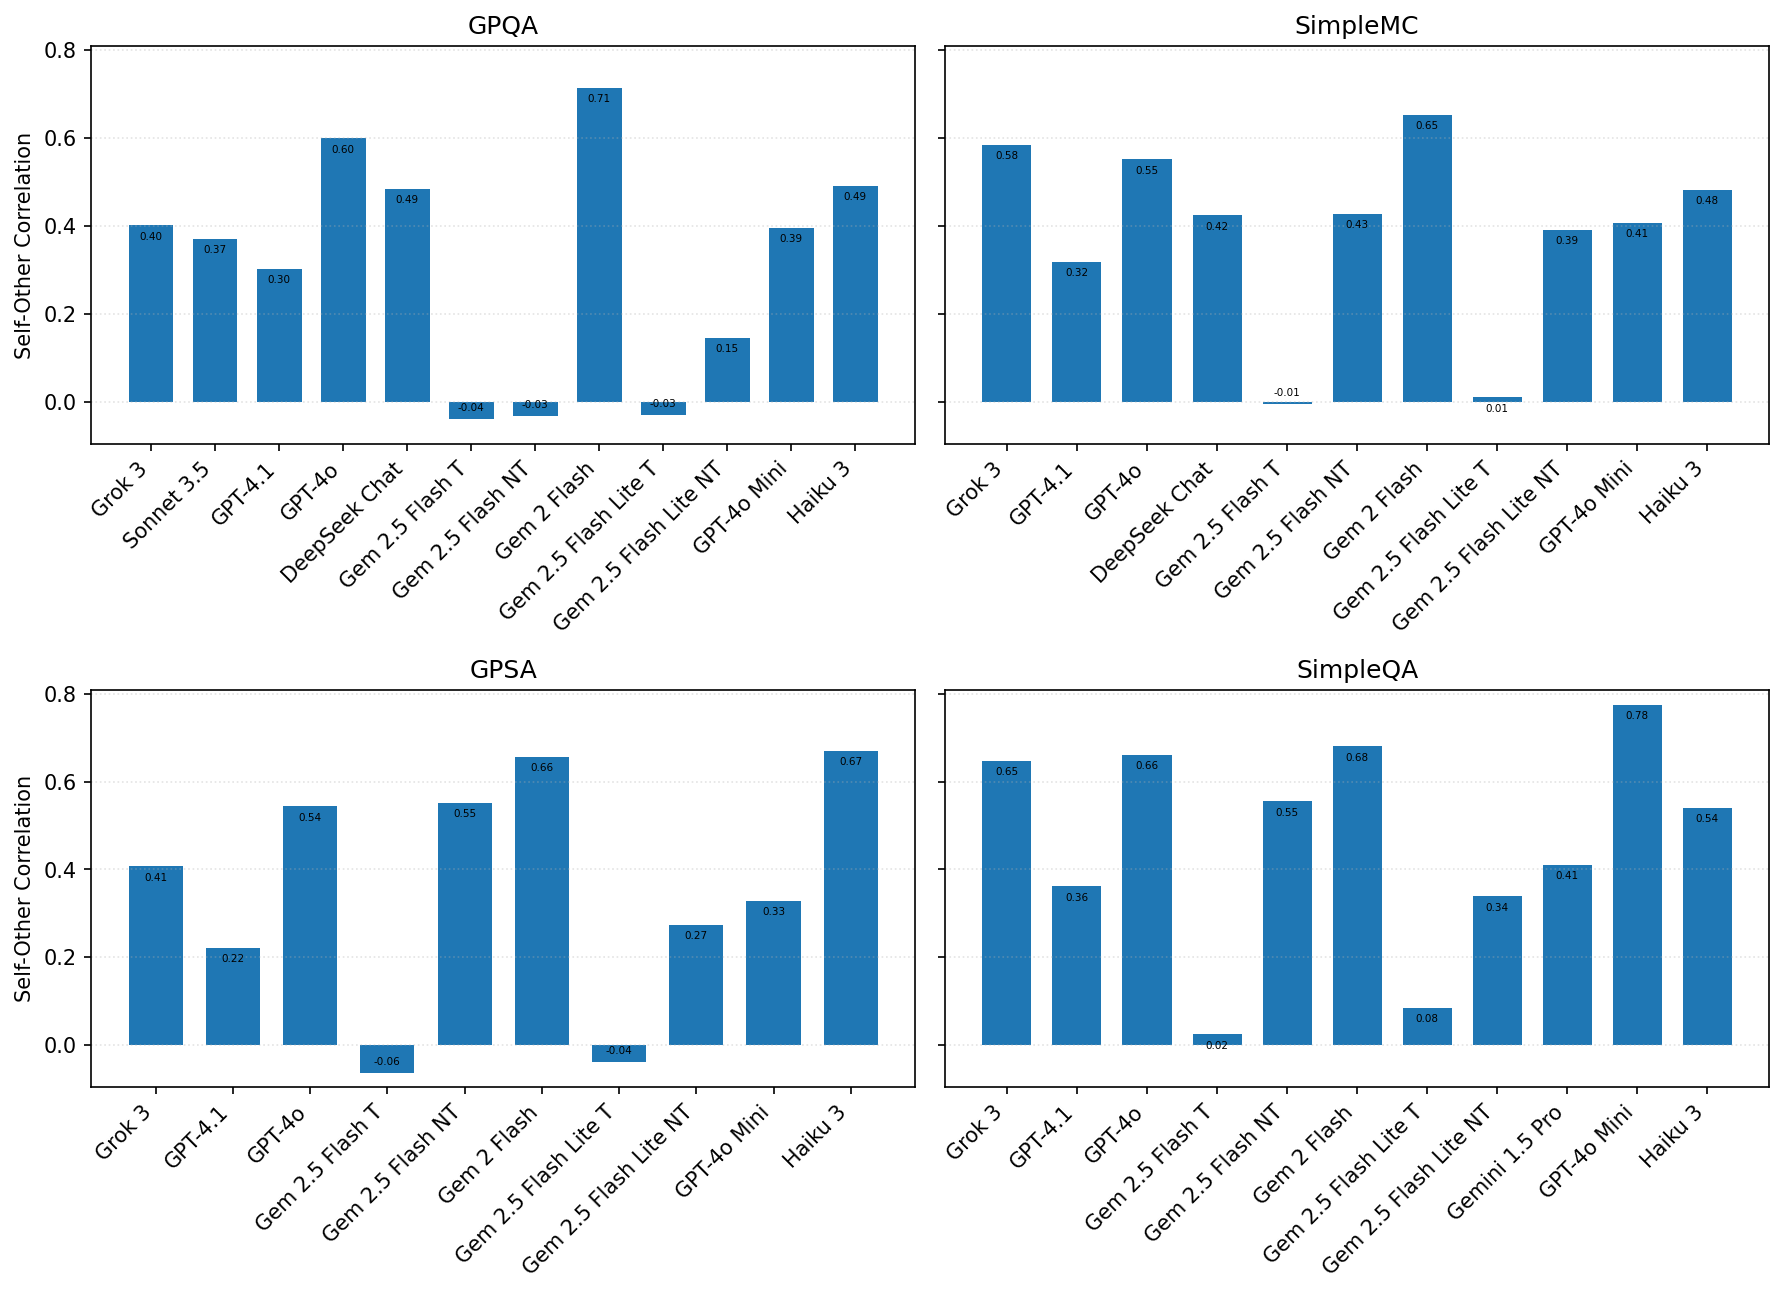 GPQA
SimpleMC
0.8
0.6
0.4
0.2
0.0
Self-Other Correlation
0.40
0.37
0.30
0.60
0.49
-0.04
-0.03
0.71
-0.03
0.15
0.39
0.49
Grok 3
Sonnet 3.5
GPT-4.1
GPT-4o
DeepSeek Chat
Gem 2.5 Flash T
Gem 2.5 Flash NT
Gem 2 Flash
Gem 2.5 Flash Lite T
Gem 2.5 Flash Lite NT
GPT-4o Mini
Haiku 3
0.58
0.32
0.55
0.42
-0.01
0.43
0.65
0.01
0.39
0.41
0.48
Grok 3
GPT-4.1
GPT-4o
DeepSeek Chat
Gem 2.5 Flash T
Gem 2.5 Flash NT
Gem 2 Flash
Gem 2.5 Flash Lite T
Gem 2.5 Flash Lite NT
GPT-4o Mini
Haiku 3
GPSA
SimpleQA
0.8
0.6
0.4
0.2
0.0
Self-Other Correlation
0.41
0.22
0.54
-0.06
0.55
0.66
-0.04
0.27
0.33
0.67
Grok 3
GPT-4.1
GPT-4o
Gem 2.5 Flash T
Gem 2.5 Flash NT
Gem 2 Flash
Gem 2.5 Flash Lite T
Gem 2.5 Flash Lite NT
GPT-4o Mini
Haiku 3
0.65
0.36
0.66
0.02
0.55
0.68
0.08
0.34
0.41
0.78
0.54
Grok 3
GPT-4.1
GPT-4o
Gem 2.5 Flash T
Gem 2.5 Flash NT
Gem 2 Flash
Gem 2.5 Flash Lite T
Gem 2.5 Flash Lite NT
Gemini 1.5 Pro
GPT-4o Mini
Haiku 3